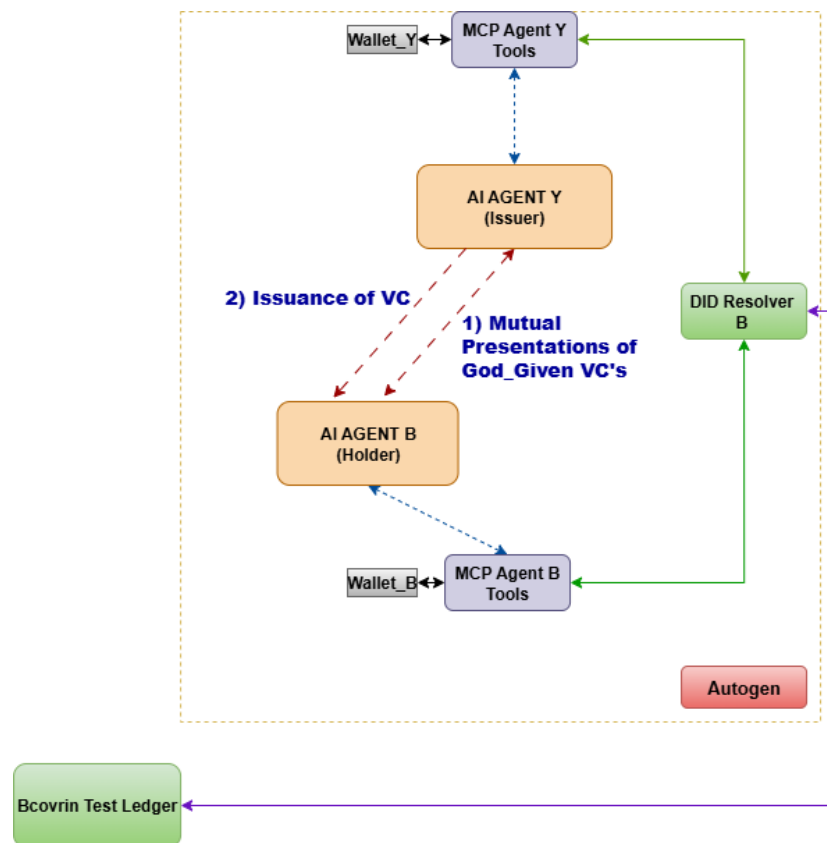 Wallet_Y
MCP Agent Y
Tools
AI AGENT Y
(Issuer)
2) Issuance of VC
1) Mutual
Presentations of
God_Given VC's
DID Resolver
B
AI AGENT B
(Holder)
Wallet_B
MCP Agent B
Tools
Autogen
Bcovrin Test Ledger